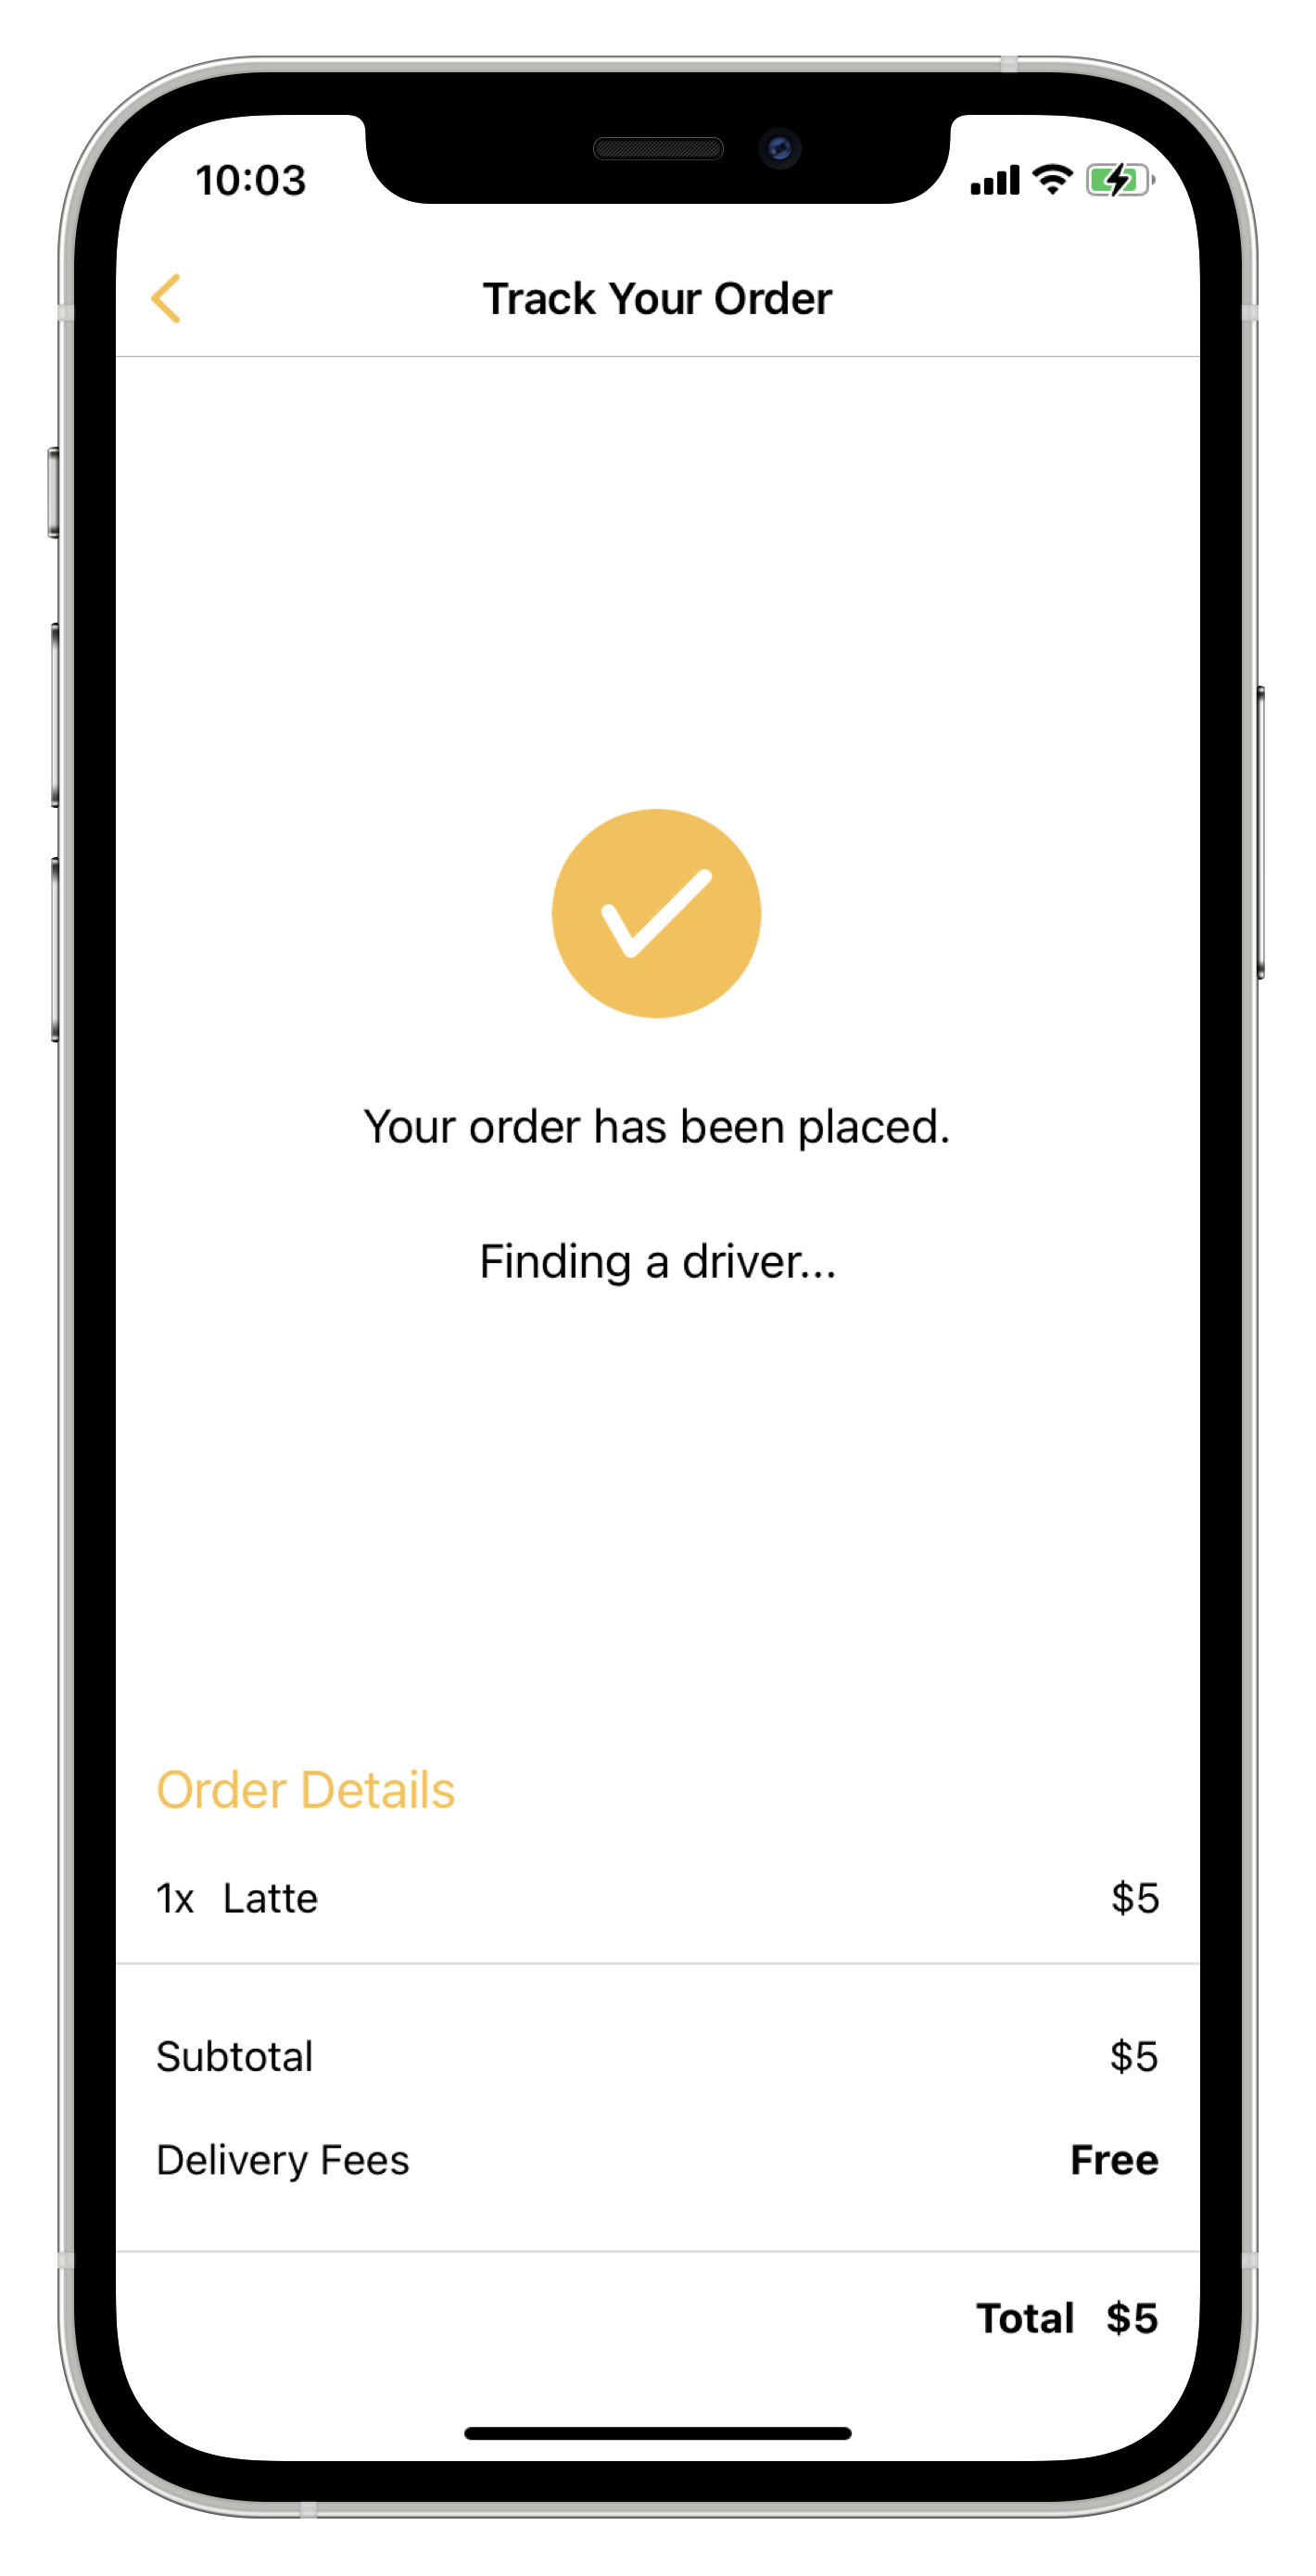 10:03
Track Your Order
Your order has been placed.
Finding a driver...
Order Details
1x Latte $5
Subtotal $5
Delivery Fees Free
Total $5